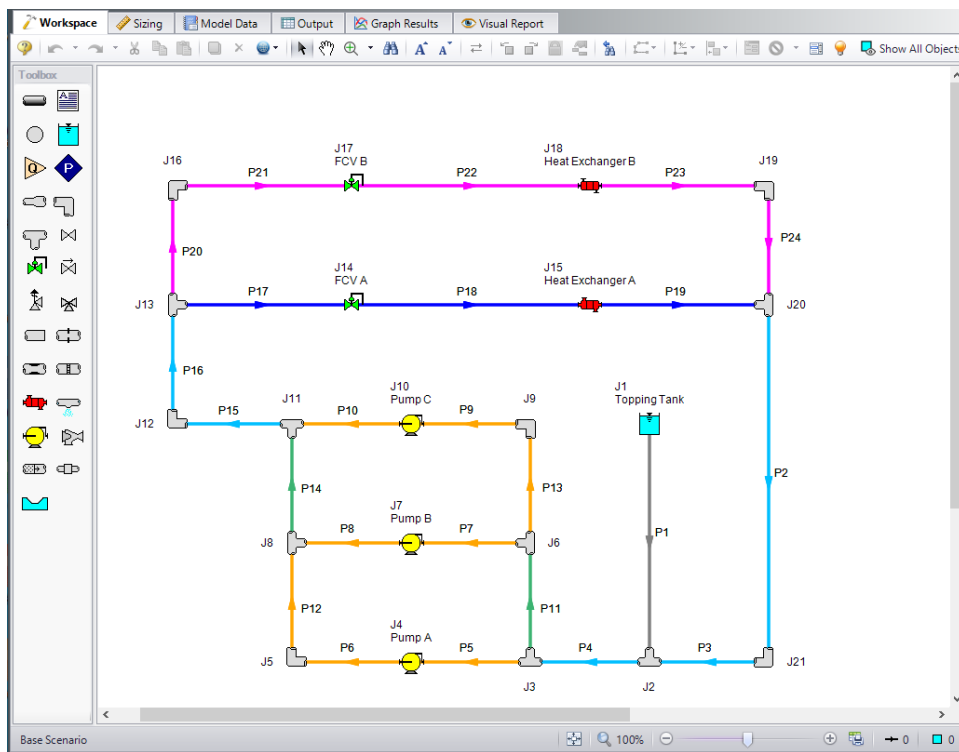 Workspace Sizing Model Data Output Graph Results Visual Report
A A Show All Objects
Toolbox
A
Q P
J16 J17 J18 J19
FCV B Heat Exchanger B
P21 P22 P23
P20 P24
J14 J15
FCV A Heat Exchanger A
P17 P18 P19
J13 J20
P16
J10 J1
Pump C Topping Tank
J11 J9
P15 P10 P9
J12
P2
P14 P13
J7
Pump B
P8 P7
P1
J8 J6
P12 P11
J4
Pump A
P6 P5 P4 P3
J5 J21
J3 J2
Base Scenario 100% 0 0